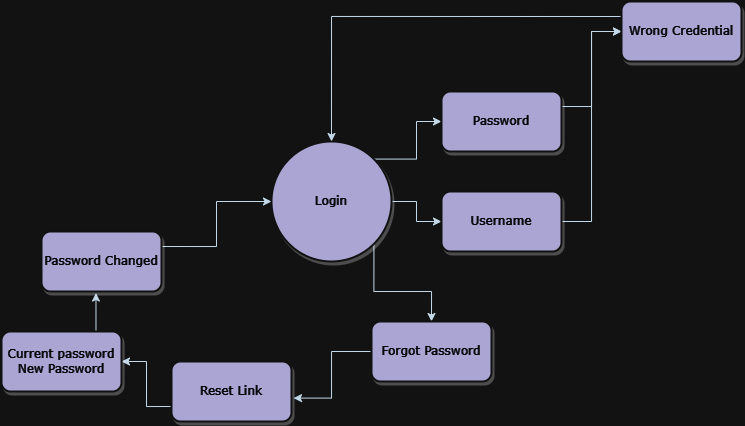 Wrong Credential
Password
Login
Username
Password Changed
Forgot Password
Current password
New Password
Reset Link